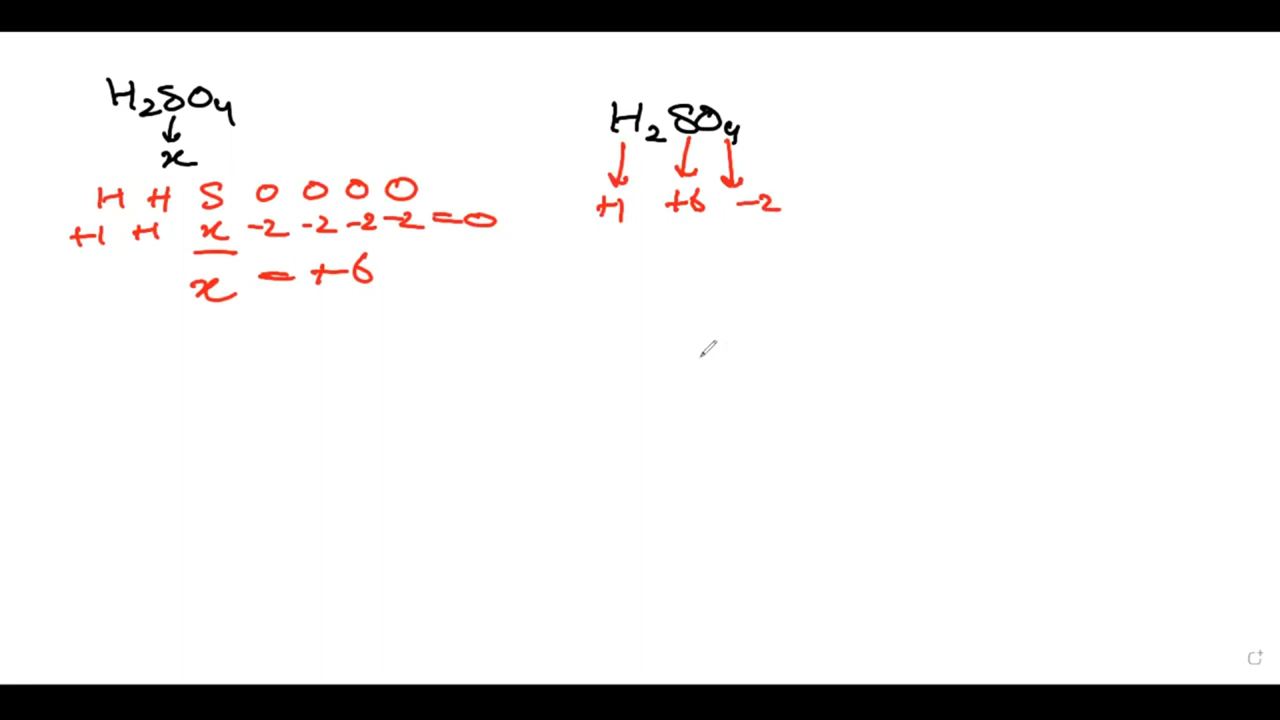 H₂SO₄
x
H H S O O O O
+1 +1 x -2 -2 -2 -2 = 0
x = +6
H₂SO₄
+1 +6 -2